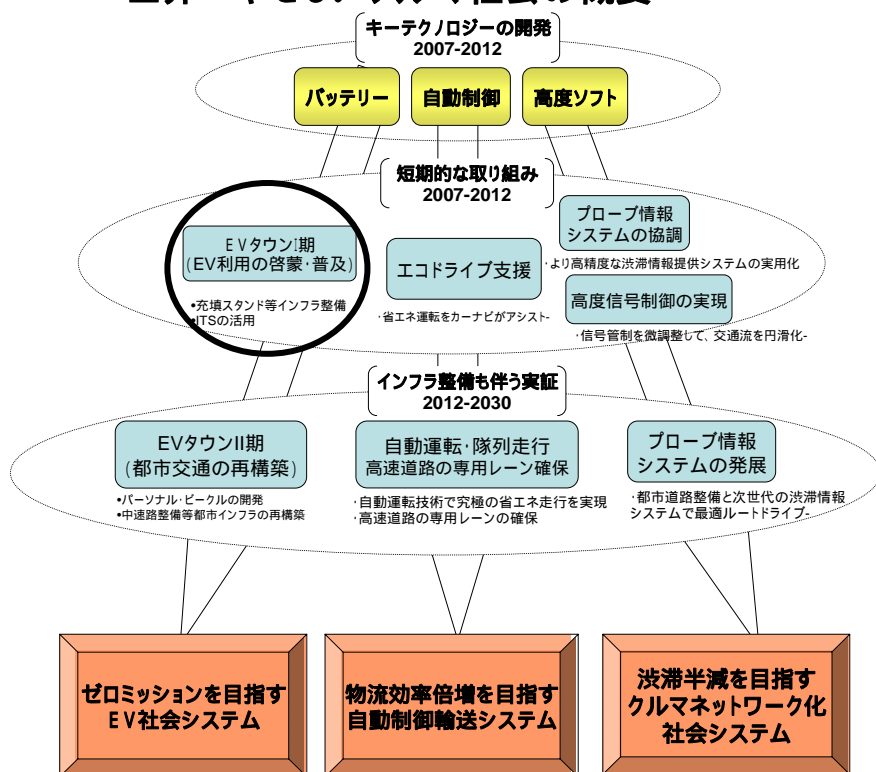 キーテクノロジーの開発
2007-2012
バッテリー
自動制御
高度ソフト
短期的な取り組み
2007-2012
EVタウンI期
(EV利用の啓蒙・普及)
•充填スタンド等インフラ整備
•ITSの活用
エコドライブ支援
・省エネ運転をカーナビがアシスト-
プローブ情報
システムの協調
・より高精度な渋滞情報提供システムの実用化
高度信号制御の実現
・信号管制を微調整して、交通流を円滑化-
インフラ整備も伴う実証
2012-2030
EVタウンII期
(都市交通の再構築)
•パーソナル・ビークルの開発
•中速路整備等都市インフラの再構築
自動運転・隊列走行
高速道路の専用レーン確保
・自動運転技術で究極の省エネ走行を実現
・高速道路の専用レーンの確保
プローブ情報
システムの発展
・都市道路整備と次世代の渋滞情報
システムで最適ルートドライブ-
ゼロミッションを目指す
EV社会システム
物流効率倍増を目指す
自動制御輸送システム
渋滞半減を目指す
クルマネットワーク化
社会システム